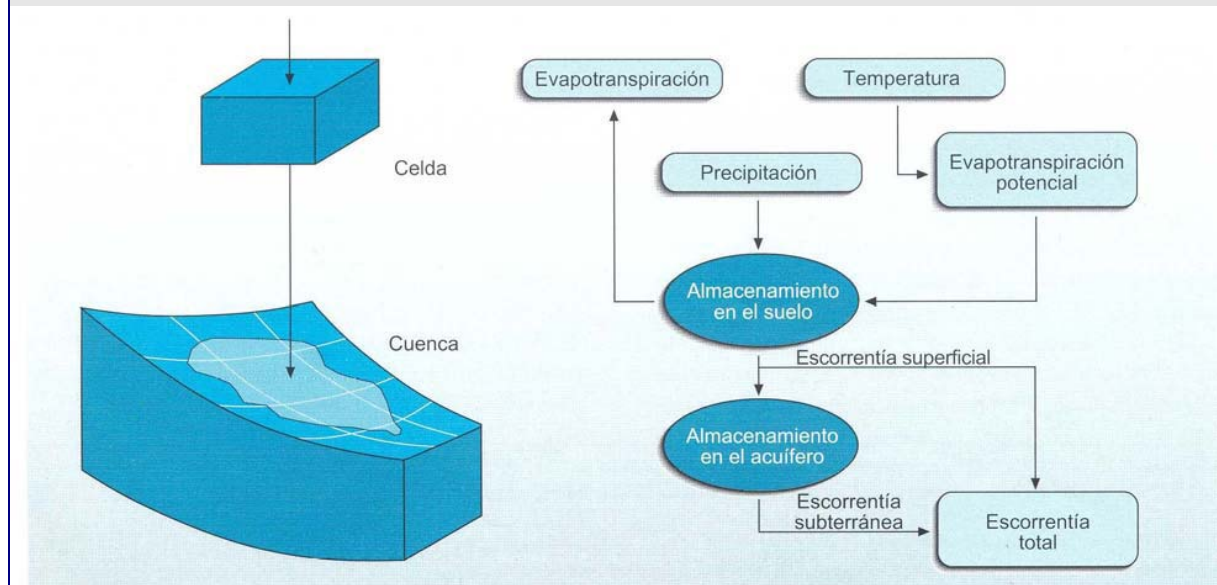 Celda
Cuenca
Evapotranspiración
Temperatura
Precipitación
Evapotranspiración
potencial
Almacenamiento
en el suelo
Escorrentía superficial
Almacenamiento
en el acuífero
Escorrentía
subterránea
Escorrentía
total